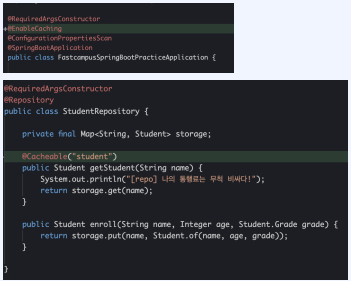 @RequiredArgsConstructor
@EnableCaching
@ConfigurationPropertiesScan
@SpringBootApplication
public class FastcampusSpringBootPracticeApplication {
@RequiredArgsConstructor
@Repository
public class StudentRepository {
private final Map<String, Student> storage;
@Cacheable("student")
public Student getStudent(String name) {
System.out.println("[repo] 나의 통행료는 무척 비싸다!");
return storage.get(name);
}
public Student enroll(String name, Integer age, Student.Grade grade) {
return storage.put(name, Student.of(name, age, grade));
}
}